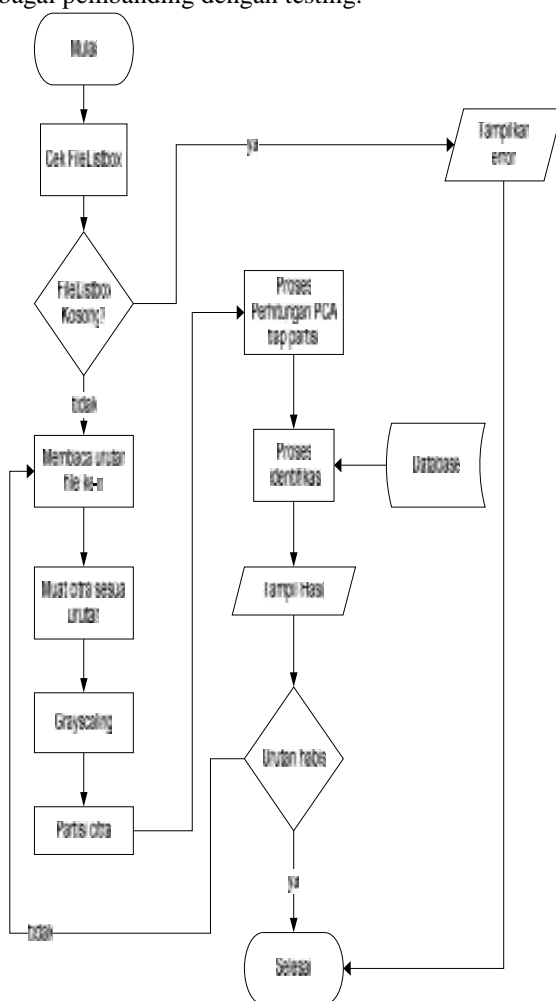 bagai pembanding dengan testing.
Mulai
Cek FileListbox
ya
Tampilkan
error
FileListbox
Kosong?
tidak
Membaca urutan
file ke-n
Muat citra sesuai
urutan
Grayscaling
Partisi citra
Proses
Perhitungan PCA
tiap partisi
Proses
identifikasi
Database
Tampil Hasil
Urutan habis
tidak
ya
Selesai